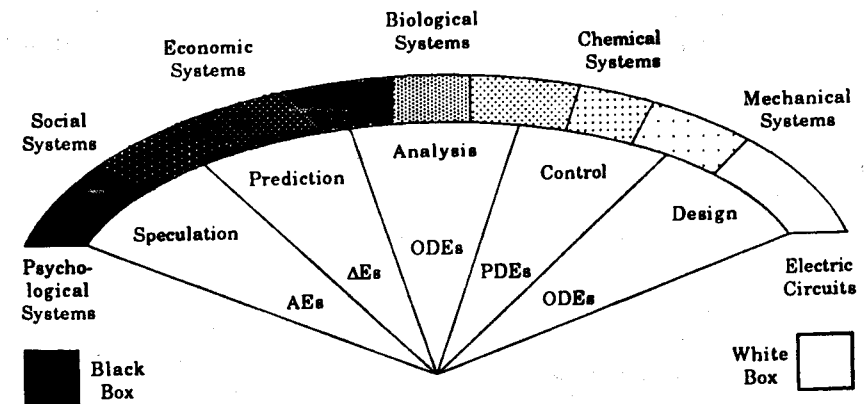 Biological
Systems
Economic
Systems
Chemical
Systems
Social
Systems
Mechanical
Systems
Analysis
Prediction
Control
Speculation
Design
ODEs
ΔEs
PDEs
AEs
ODEs
Psycho-
logical
Systems
Electric
Circuits
Black
Box
White
Box